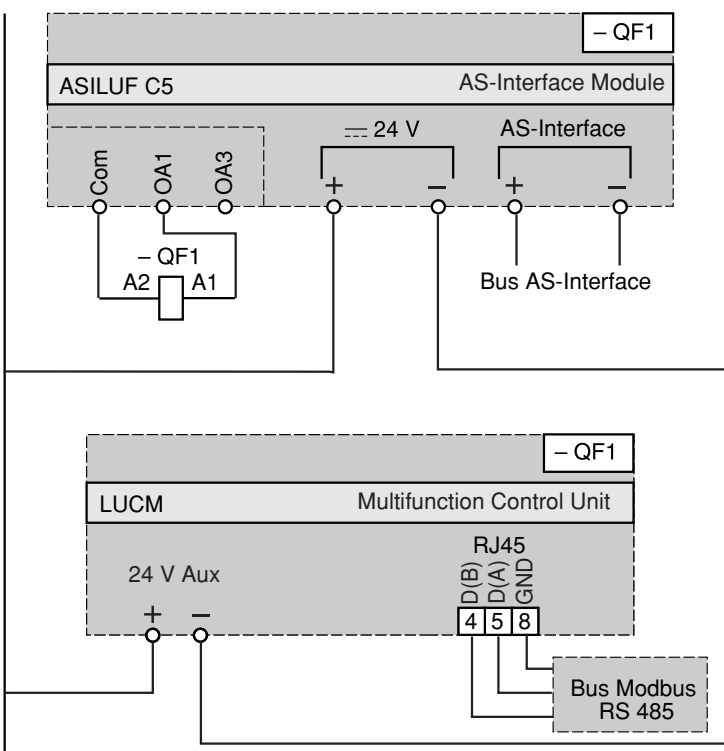 – QF1
ASILUF C5 AS-Interface Module
24 V AS-Interface
Com OA1 OA3 + – + –
– QF1
A2 A1
Bus AS-Interface
– QF1
LUCM Multifunction Control Unit
RJ45
24 V Aux D(B) D(A) GND
+ – 4 5 8
Bus Modbus
RS 485